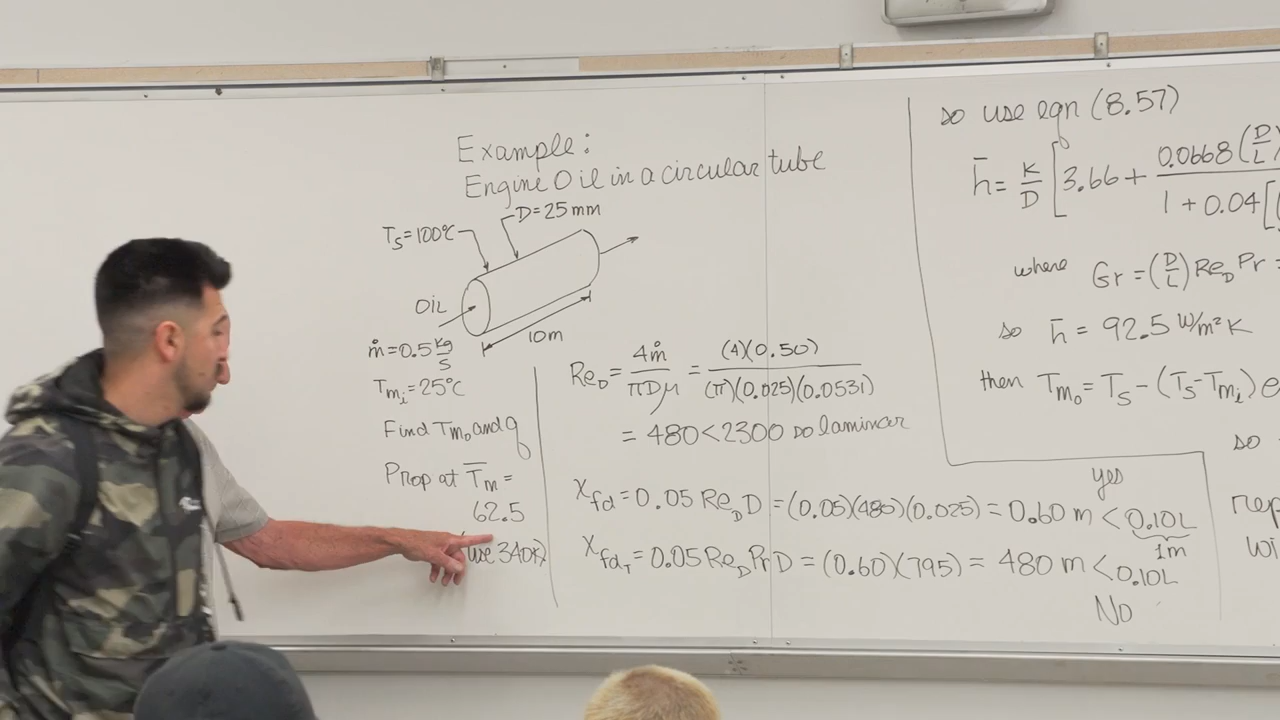 Example:
Engine Oil in a circular tube
D = 25 mm
Ts = 100°C
OIL
10m
ṁ = 0.5 kg/s
Tmi = 25°C
Find Tmo and q
Prop at T̄m =
62.5
(use 340K)
ReD = 4ṁ/πDμ = (4)(0.50)/(π)(0.025)(0.0531)
= 480 < 2300 so laminar
xfd = 0.05 ReD D = (0.05)(480)(0.025) = 0.60 m < 0.10L
yes
1m
xfdT = 0.05 ReD Pr D = (0.60)(795) = 480 m < 0.10L
No
so use eqn (8.57)
h̄ = k/D [3.66 + 0.0668 (D/L) / 1 + 0.04 [
where Gr = (D/L) ReD Pr =
so h̄ = 92.5 W/m²K
then Tmo = Ts - (Ts - Tmi) e
so